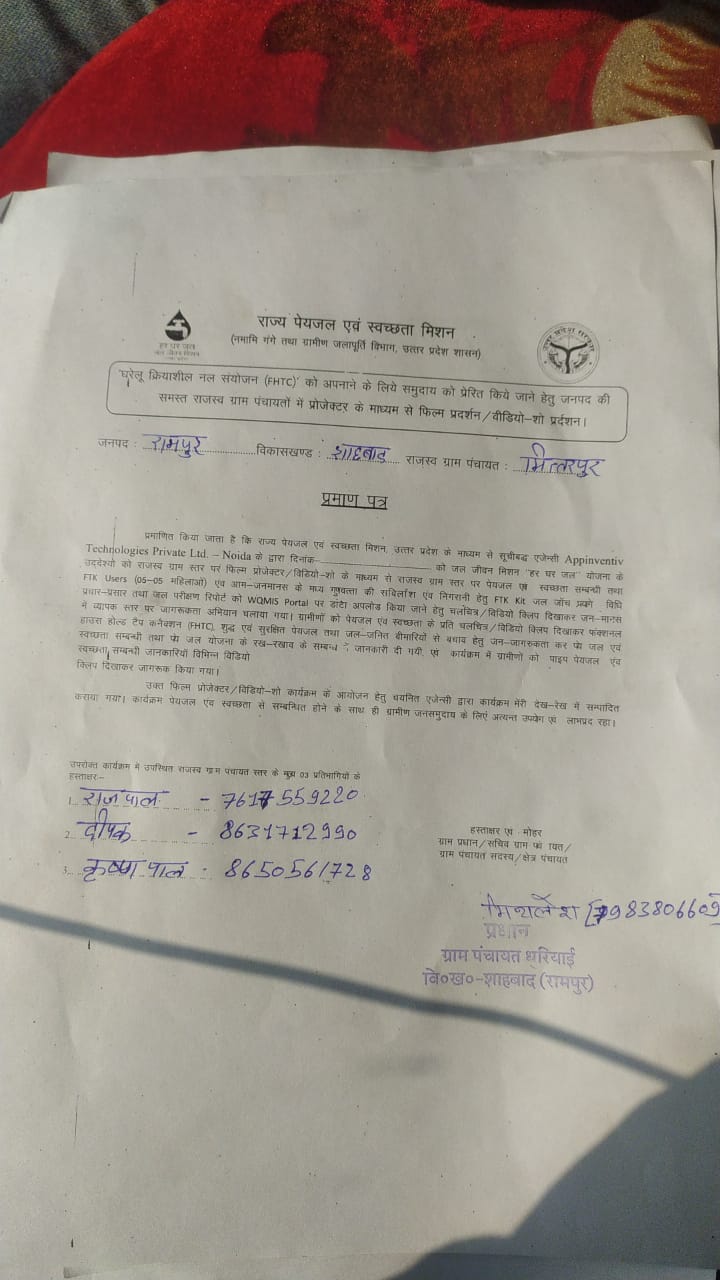 राज्य पेयजल एवं स्वच्छता मिशन
(नमामि गंगे तथा ग्रामीण जलापूर्ति विभाग, उत्तर प्रदेश शासन)
हर घर जल
जल जीवन मिशन
'घरेलू क्रियाशील नल संयोजन (FHTC)' को अपनाने के लिये समुदाय को प्रेरित किये जाने हेतु जनपद की
समस्त राजस्व ग्राम पंचायतों में प्रोजेक्टर के माध्यम से फिल्म प्रदर्शन/वीडियो-शो प्रर्दशन।
जनपद : रामपुर विकासखण्ड : शाहबाद राजस्व ग्राम पंचायत : मित्तरपुर
प्रमाण पत्र
प्रमाणित किया जाता है कि राज्य पेयजल एवं स्वच्छता मिशन, उत्तर प्रदेश के माध्यम से सूचीबद्ध एजेन्सी Appinventiv
Technologies Private Ltd. – Noida के द्वारा दिनांक- को जल जीवन मिशन "हर घर जल" योजना के
उद्देश्यो को राजस्व ग्राम स्तर पर फिल्म प्रोजेक्टर/विडियो-शो के माध्यम से राजस्व ग्राम स्तर पर पेयजल एवं स्वच्छता सम्बन्धी तथा
FTK Users (05-05 महिलाओं) एवं आम-जनमानस के मध्य गुणवत्ता की सर्विलांस एवं निगरानी हेतु FTK Kit जल जाँच विधि
प्रचार-प्रसार तथा जल परीक्षण रिपोर्ट को WQMIS Portal पर डाटा अपलोड किया जाने हेतु चलचित्र/विडियो क्लिप दिखाकर जन-मानस
में व्यापक स्तर पर जागरूकता अभियान चलाया गया। ग्रामीणों को पेयजल एवं स्वच्छता के प्रति चलचित्र/विडियो क्लिप दिखाकर फंक्शनल
हाउस होल्ड टैप कनैक्शन (FHTC), शुद्ध एवं सुरक्षित पेयजल तथा जल-जनित बीमारियों से बचाव हेतु जन-जागरुकता कर जल एवं
स्वच्छता सम्बन्धी तथा जल योजना के रख-रखाव के सम्बन्ध जानकारी दी गयी, एवं कार्यक्रम में ग्रामीणों को पाइप पेयजल एवं
स्वच्छता सम्बन्धी जानकारियां विभिन्न विडियो
क्लिप दिखाकर जागरूक किया गया।
उक्त फिल्म प्रोजेक्टर/विडियो-शो कार्यक्रम के आयोजन हेतु चयनित एजेन्सी द्वारा कार्यक्रम मेंरी देख-रेख में सम्पादित
कराया गया। कार्यक्रम पेयजल एवं स्वच्छता से सम्बन्धित होने के साथ ही ग्रामीण जनसमुदाय के लिएं अत्यन्त उपयेग एवं लाभप्रद रहा।
उपरोक्त कार्यक्रम में उपस्थित राजस्व गाम पंचायत स्तर के मुख्य 03 प्रतिभागियों के
हस्ताक्षरः-
1. राजपाल - 7617559220
2. दीपक - 8631712990
3. कृष्ण पाल - 8650561728
हस्ताक्षर एवं मोहर
ग्राम प्रधान/सचिव ग्राम पंचायत/
ग्राम पंचायत सदस्य/क्षेत्र पंचायत
मिथलेश [7983806609]
प्रधान
ग्राम पंचायत धुरियाई
वि०ख०-शाहबाद (रामपुर)